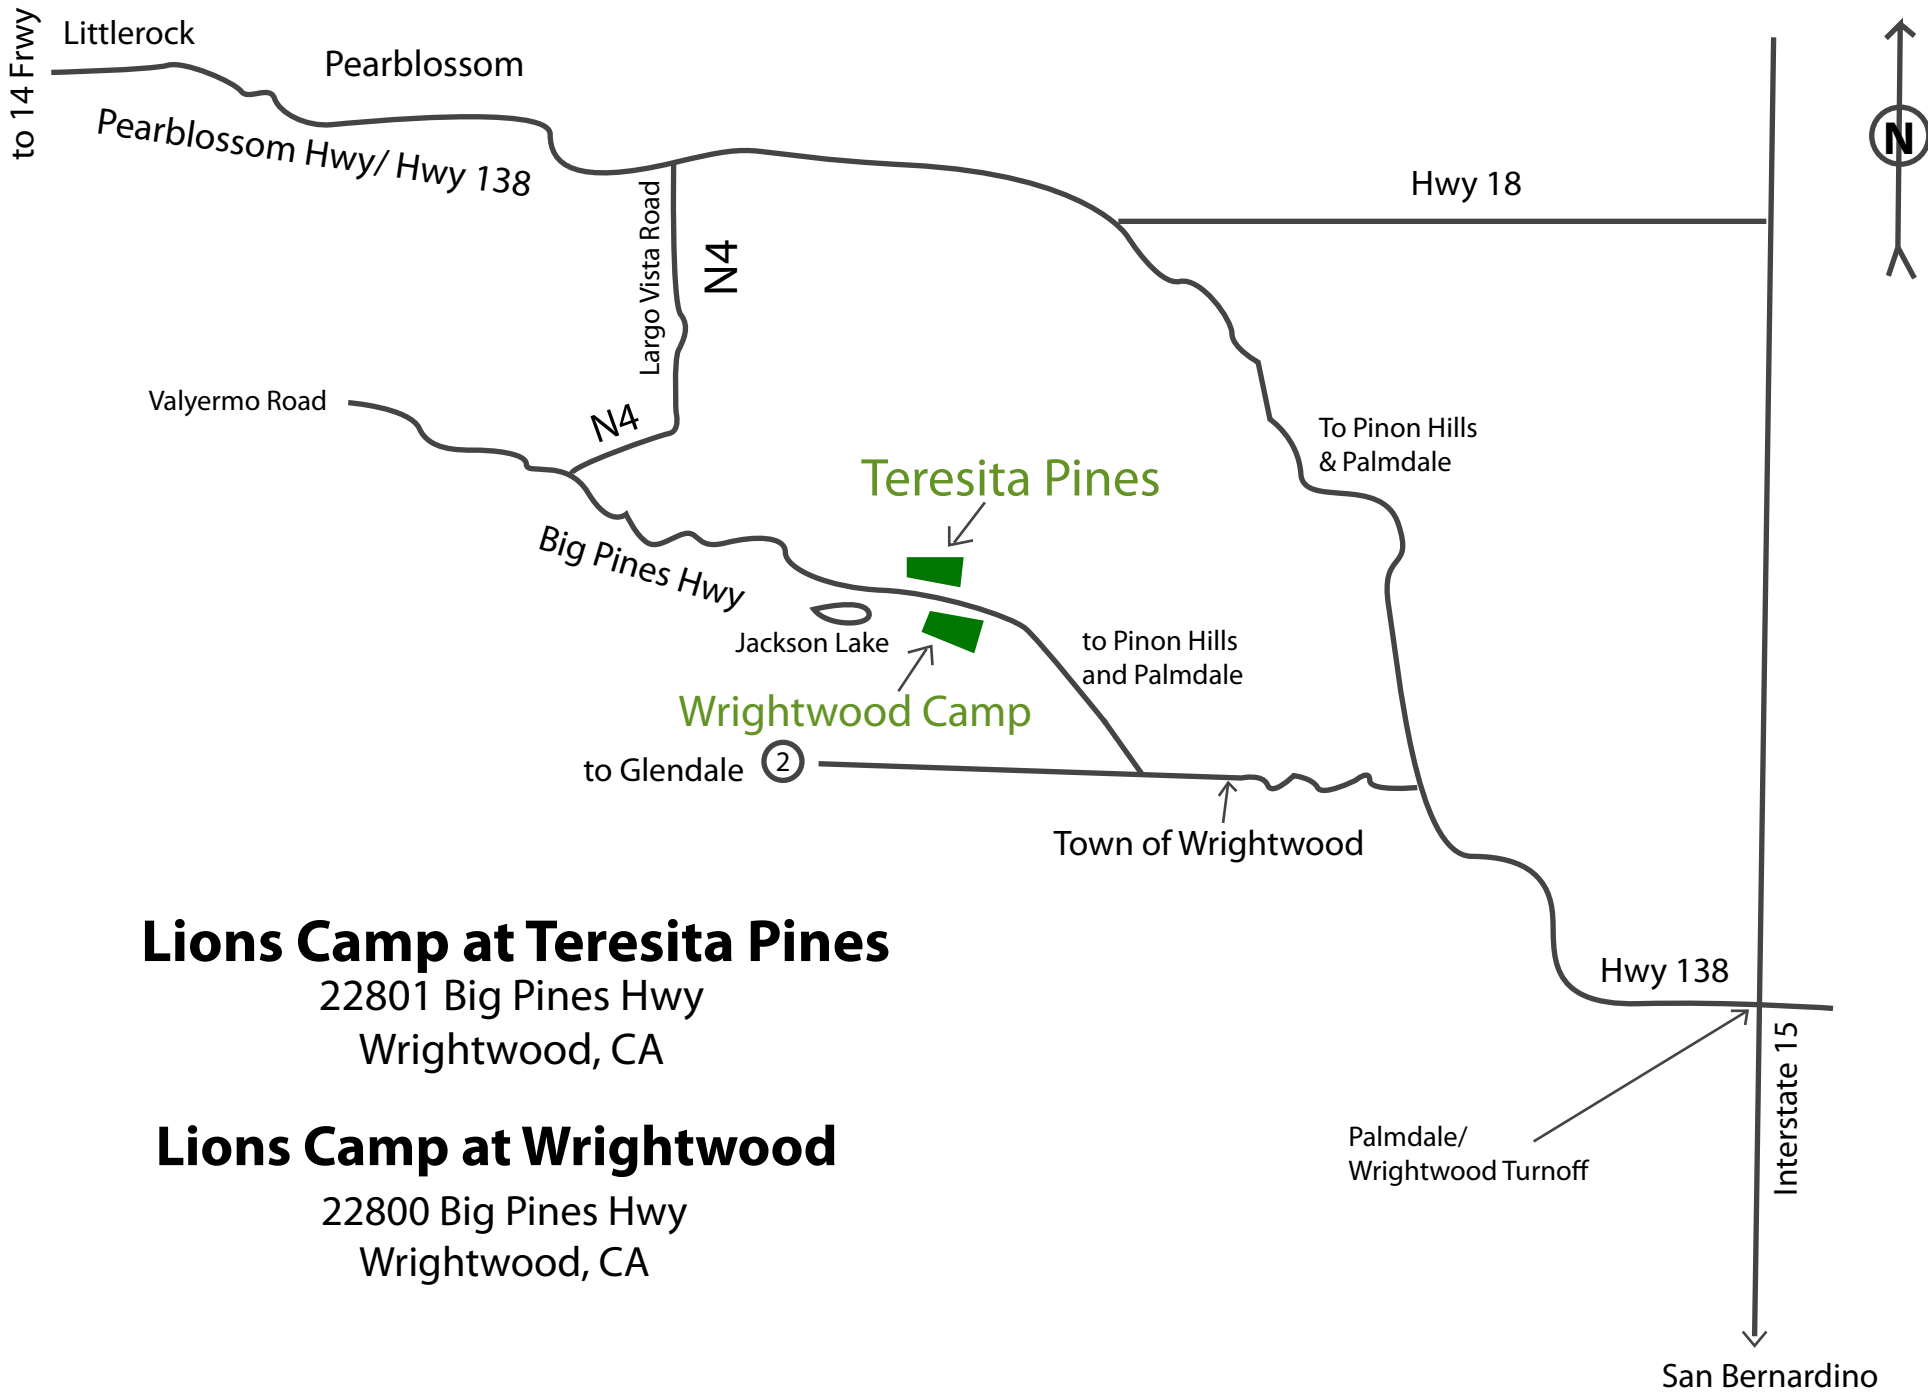 to 14 Frwy
Littlerock
Pearblossom
Pearblossom Hwy/ Hwy 138
Hwy 18
N
Largo Vista Road
N4
Valyermo Road
N4
To Pinon Hills
& Palmdale
Teresita Pines
Big Pines Hwy
Jackson Lake
to Pinon Hills
and Palmdale
Wrightwood Camp
to Glendale 2
Town of Wrightwood
Lions Camp at Teresita Pines
22801 Big Pines Hwy
Wrightwood, CA
Hwy 138
Interstate 15
Lions Camp at Wrightwood
22800 Big Pines Hwy
Wrightwood, CA
Palmdale/
Wrightwood Turnoff
San Bernardino